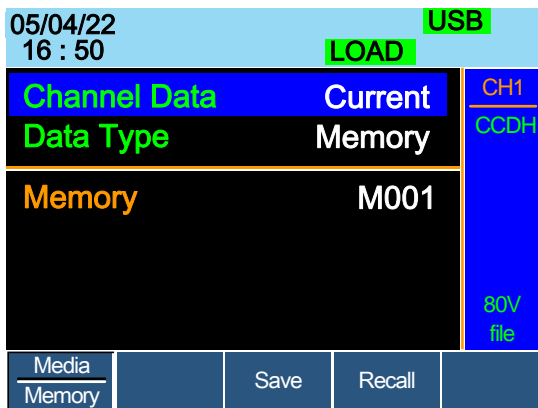 05/04/22 USB
16 : 50 LOAD
Channel Data Current
Data Type Memory
Memory M001
CH1
CCDH
80V
file
Media
Memory
Save
Recall